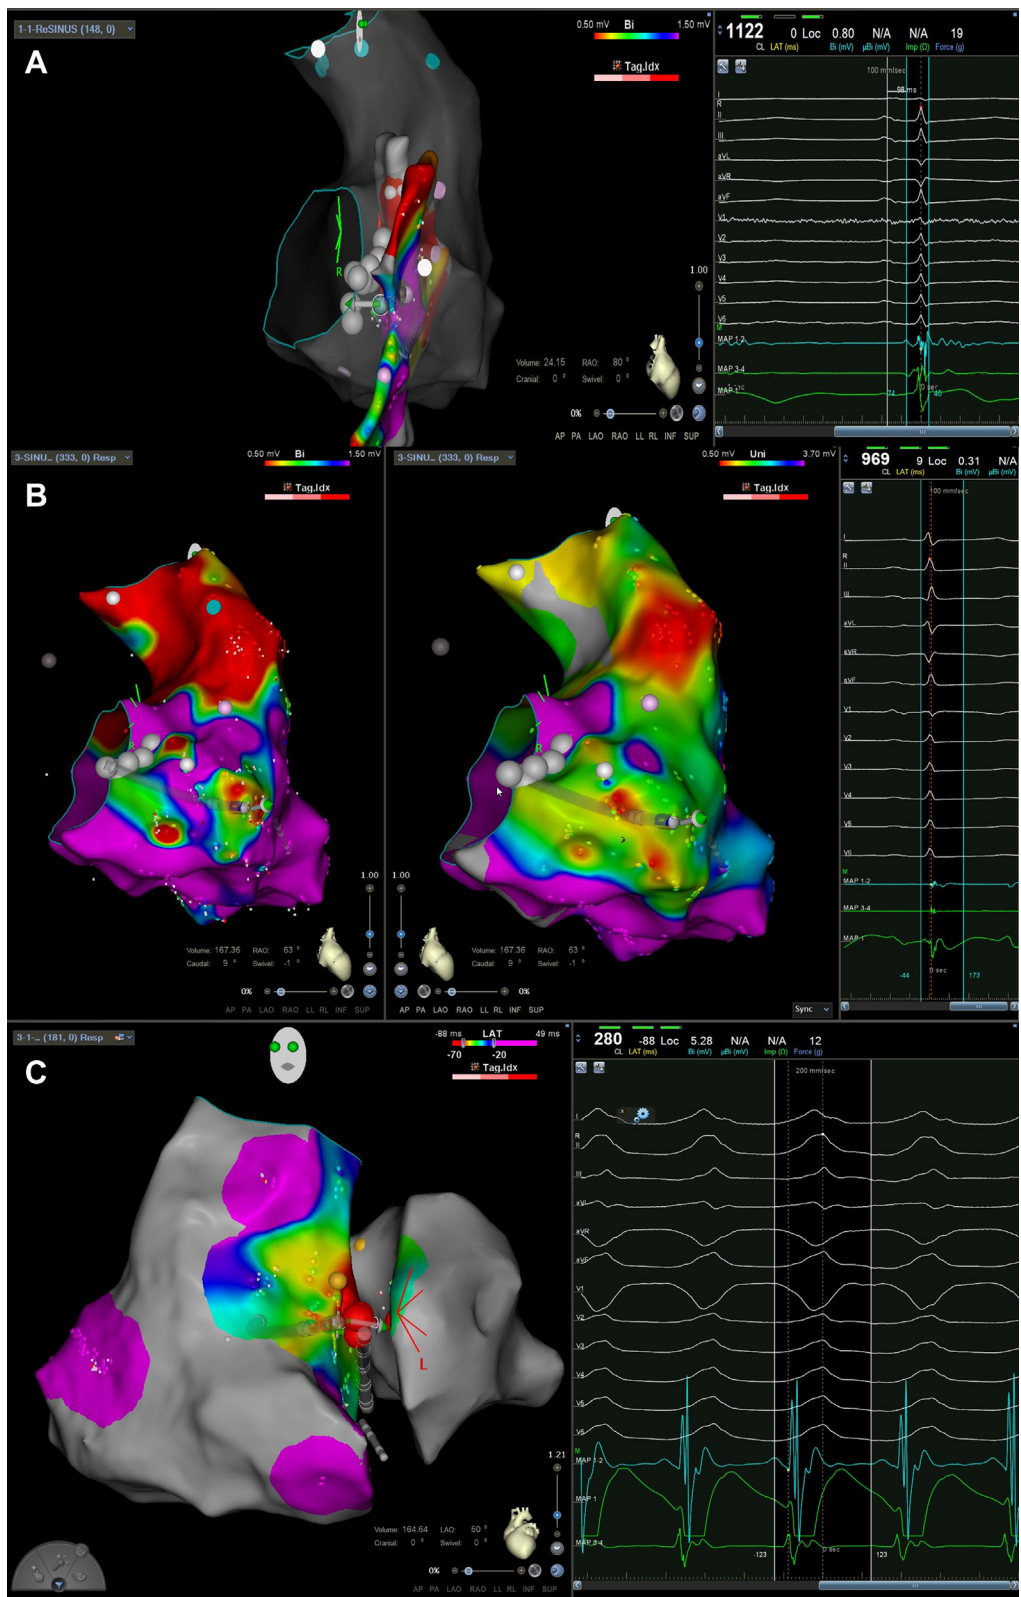 A
1-1-ReSINUS (148, 0)
0.50 mV Bi 1.50 mV
Tag.Idx
R
1.00
Volume: 24.15 RAO: 80 °
Cranial: 0 ° Swivel: 0 °
0%
AP PA LAO RAO LL RL INF SUP
1122 0 Loc 0.80 N/A N/A 19
CL LAT (ms) Bi (mV) µBi (mV) Imp (Ω) Force (g)
100 mm/sec
98 ms
I
R
II
III
aVL
aVR
aVF
V1
V2
V3
V4
V5
V6
M
MAP 1-2
MAP 3-4
MAP 1
74 0 sec 40
B
3-SINU... (333, 0) Resp
0.50 mV Bi 1.50 mV
Tag.Idx
R
1.00
Volume: 167.36 RAO: 63 °
Caudal: 9 ° Swivel: -1 °
0%
AP PA LAO RAO LL RL INF SUP
3-SINU... (333, 0) Resp
0.50 mV Uni 3.70 mV
Tag.Idx
R
1.00
Volume: 167.36 RAO: 63 °
Caudal: 9 ° Swivel: -1 °
0%
AP PA LAO RAO LL RL INF SUP
Sync
969 9 Loc 0.31 N/A
CL LAT (ms) Bi (mV) µBi (mV)
100 mm/sec
I
R
II
III
aVL
aVR
aVF
V1
V2
V3
V4
V5
V6
M
MAP 1-2
MAP 3-4
MAP 1
-44 0 sec 173
C
3-1-... (181, 0) Resp
-88 ms LAT 49 ms
-70 -20
Tag.Idx
L
1.21
Volume: 164.64 LAO: 50 °
Cranial: 0 ° Swivel: 0 °
0%
AP PA LAO RAO LL RL INF SUP
280 -88 Loc 5.28 N/A N/A 12
CL LAT (ms) Bi (mV) µBi (mV) Imp (Ω) Force (g)
200 mm/sec
x
I
R
II
III
aVL
aVR
aVF
V1
V2
V3
V4
V5
V6
M
MAP 1-2
MAP 1
MAP 3-4
-123 0 sec 123